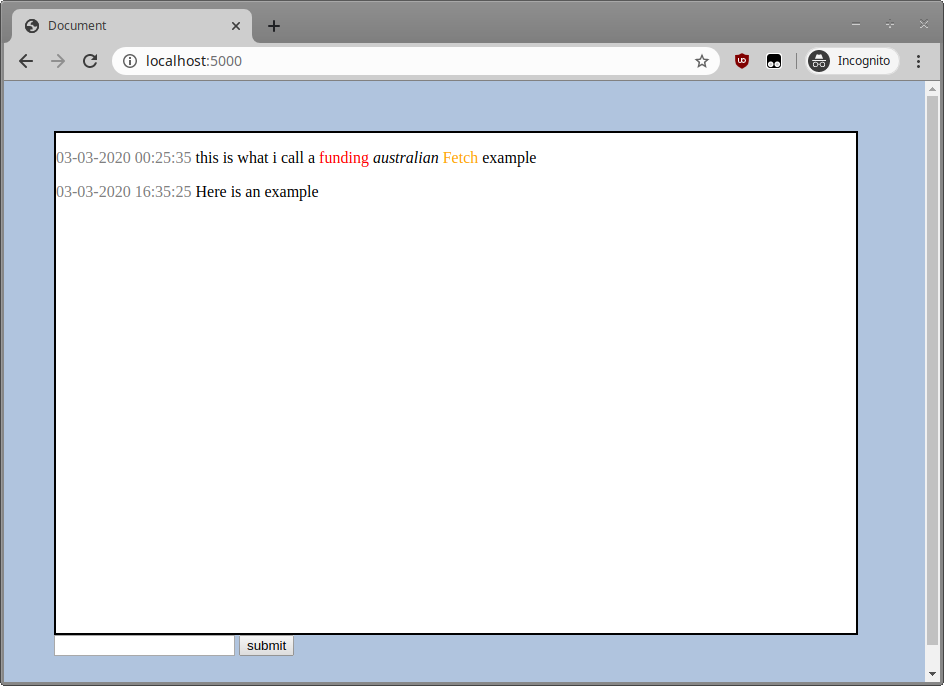 Document
localhost:5000
Incognito
03-03-2020 00:25:35 this is what i call a funding australian Fetch example
03-03-2020 16:35:25 Here is an example
submit